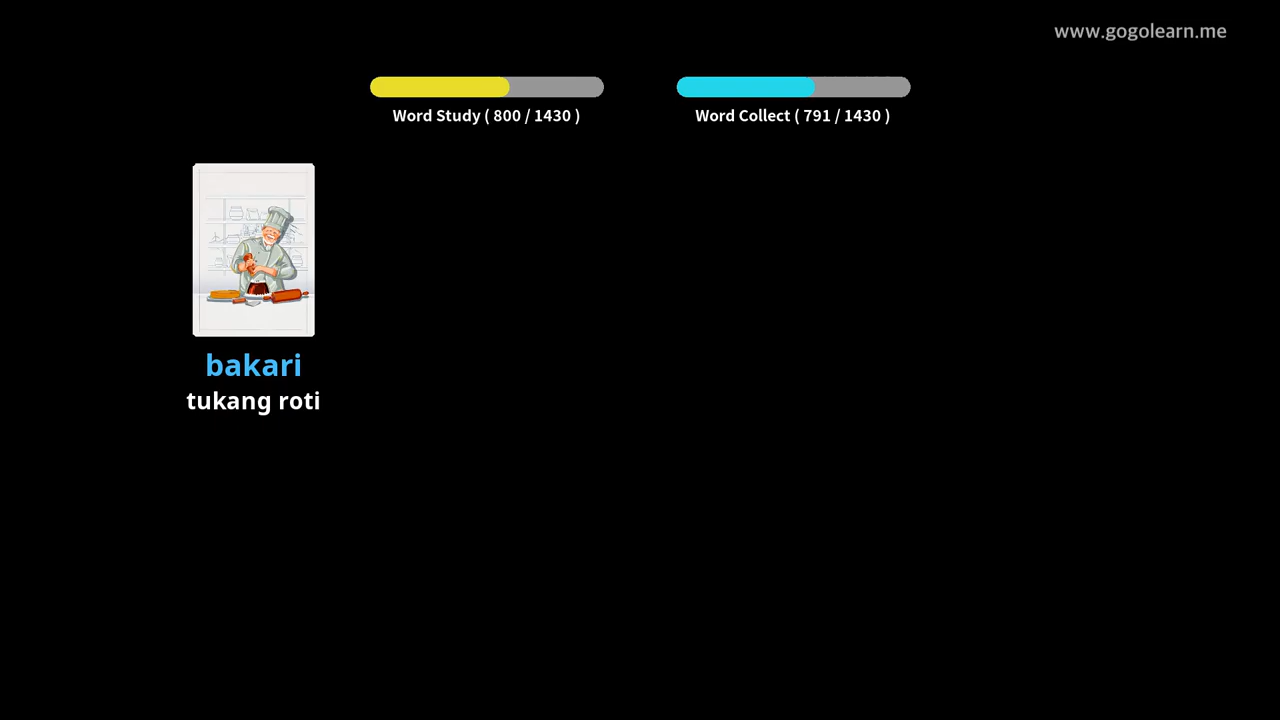 www.gogolearn.me
Word Study ( 800 / 1430 )
Word Collect ( 791 / 1430 )
bakari
tukang roti